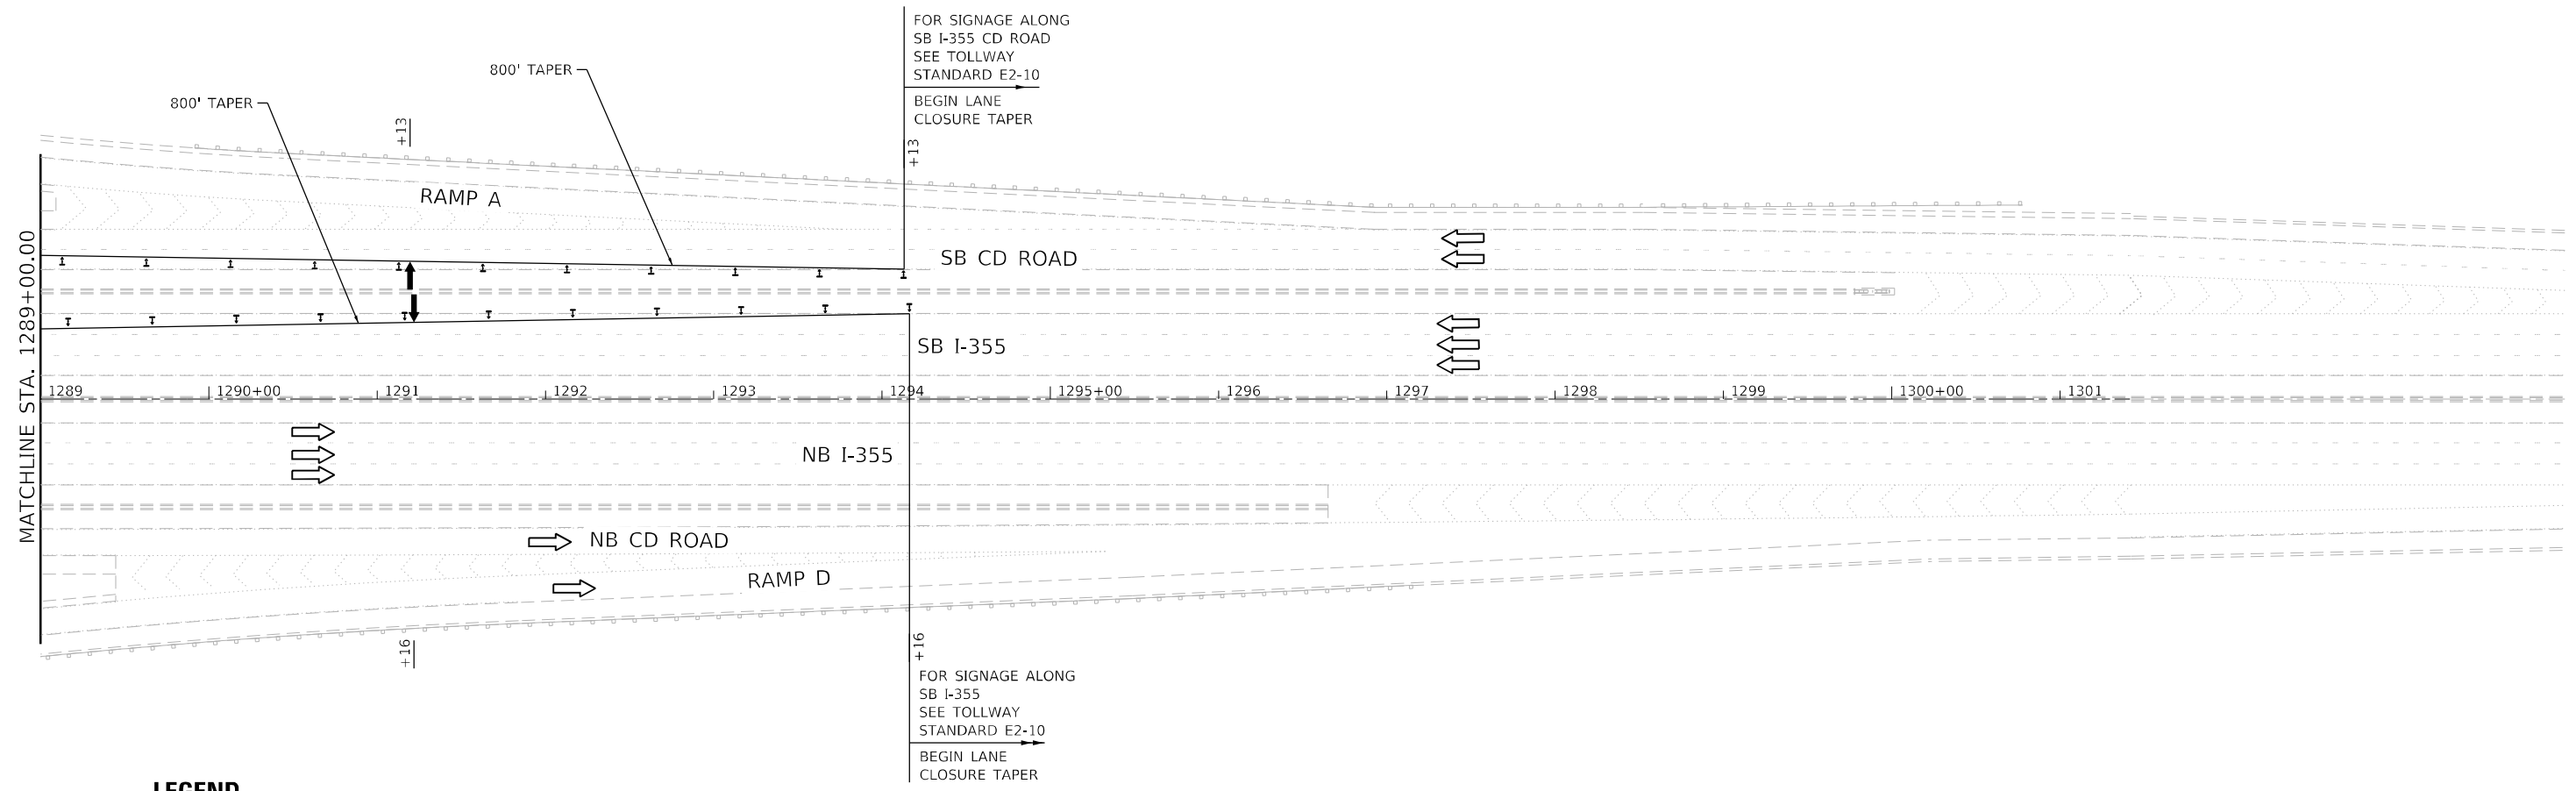 FOR SIGNAGE ALONG
SB I-355 CD ROAD
SEE TOLLWAY
STANDARD E2-10
BEGIN LANE
CLOSURE TAPER
800' TAPER
800' TAPER
+13
+13
RAMP A
SB CD ROAD
MATCHLINE STA. 1289+00.00
SB I-355
1289 1290+00 1291 1292 1293 1294 1295+00 1296 1297 1298 1299 1300+00 1301
NB I-355
NB CD ROAD
RAMP D
+16
+16
FOR SIGNAGE ALONG
SB I-355
SEE TOLLWAY
STANDARD E2-10
BEGIN LANE
CLOSURE TAPER
LEGEND